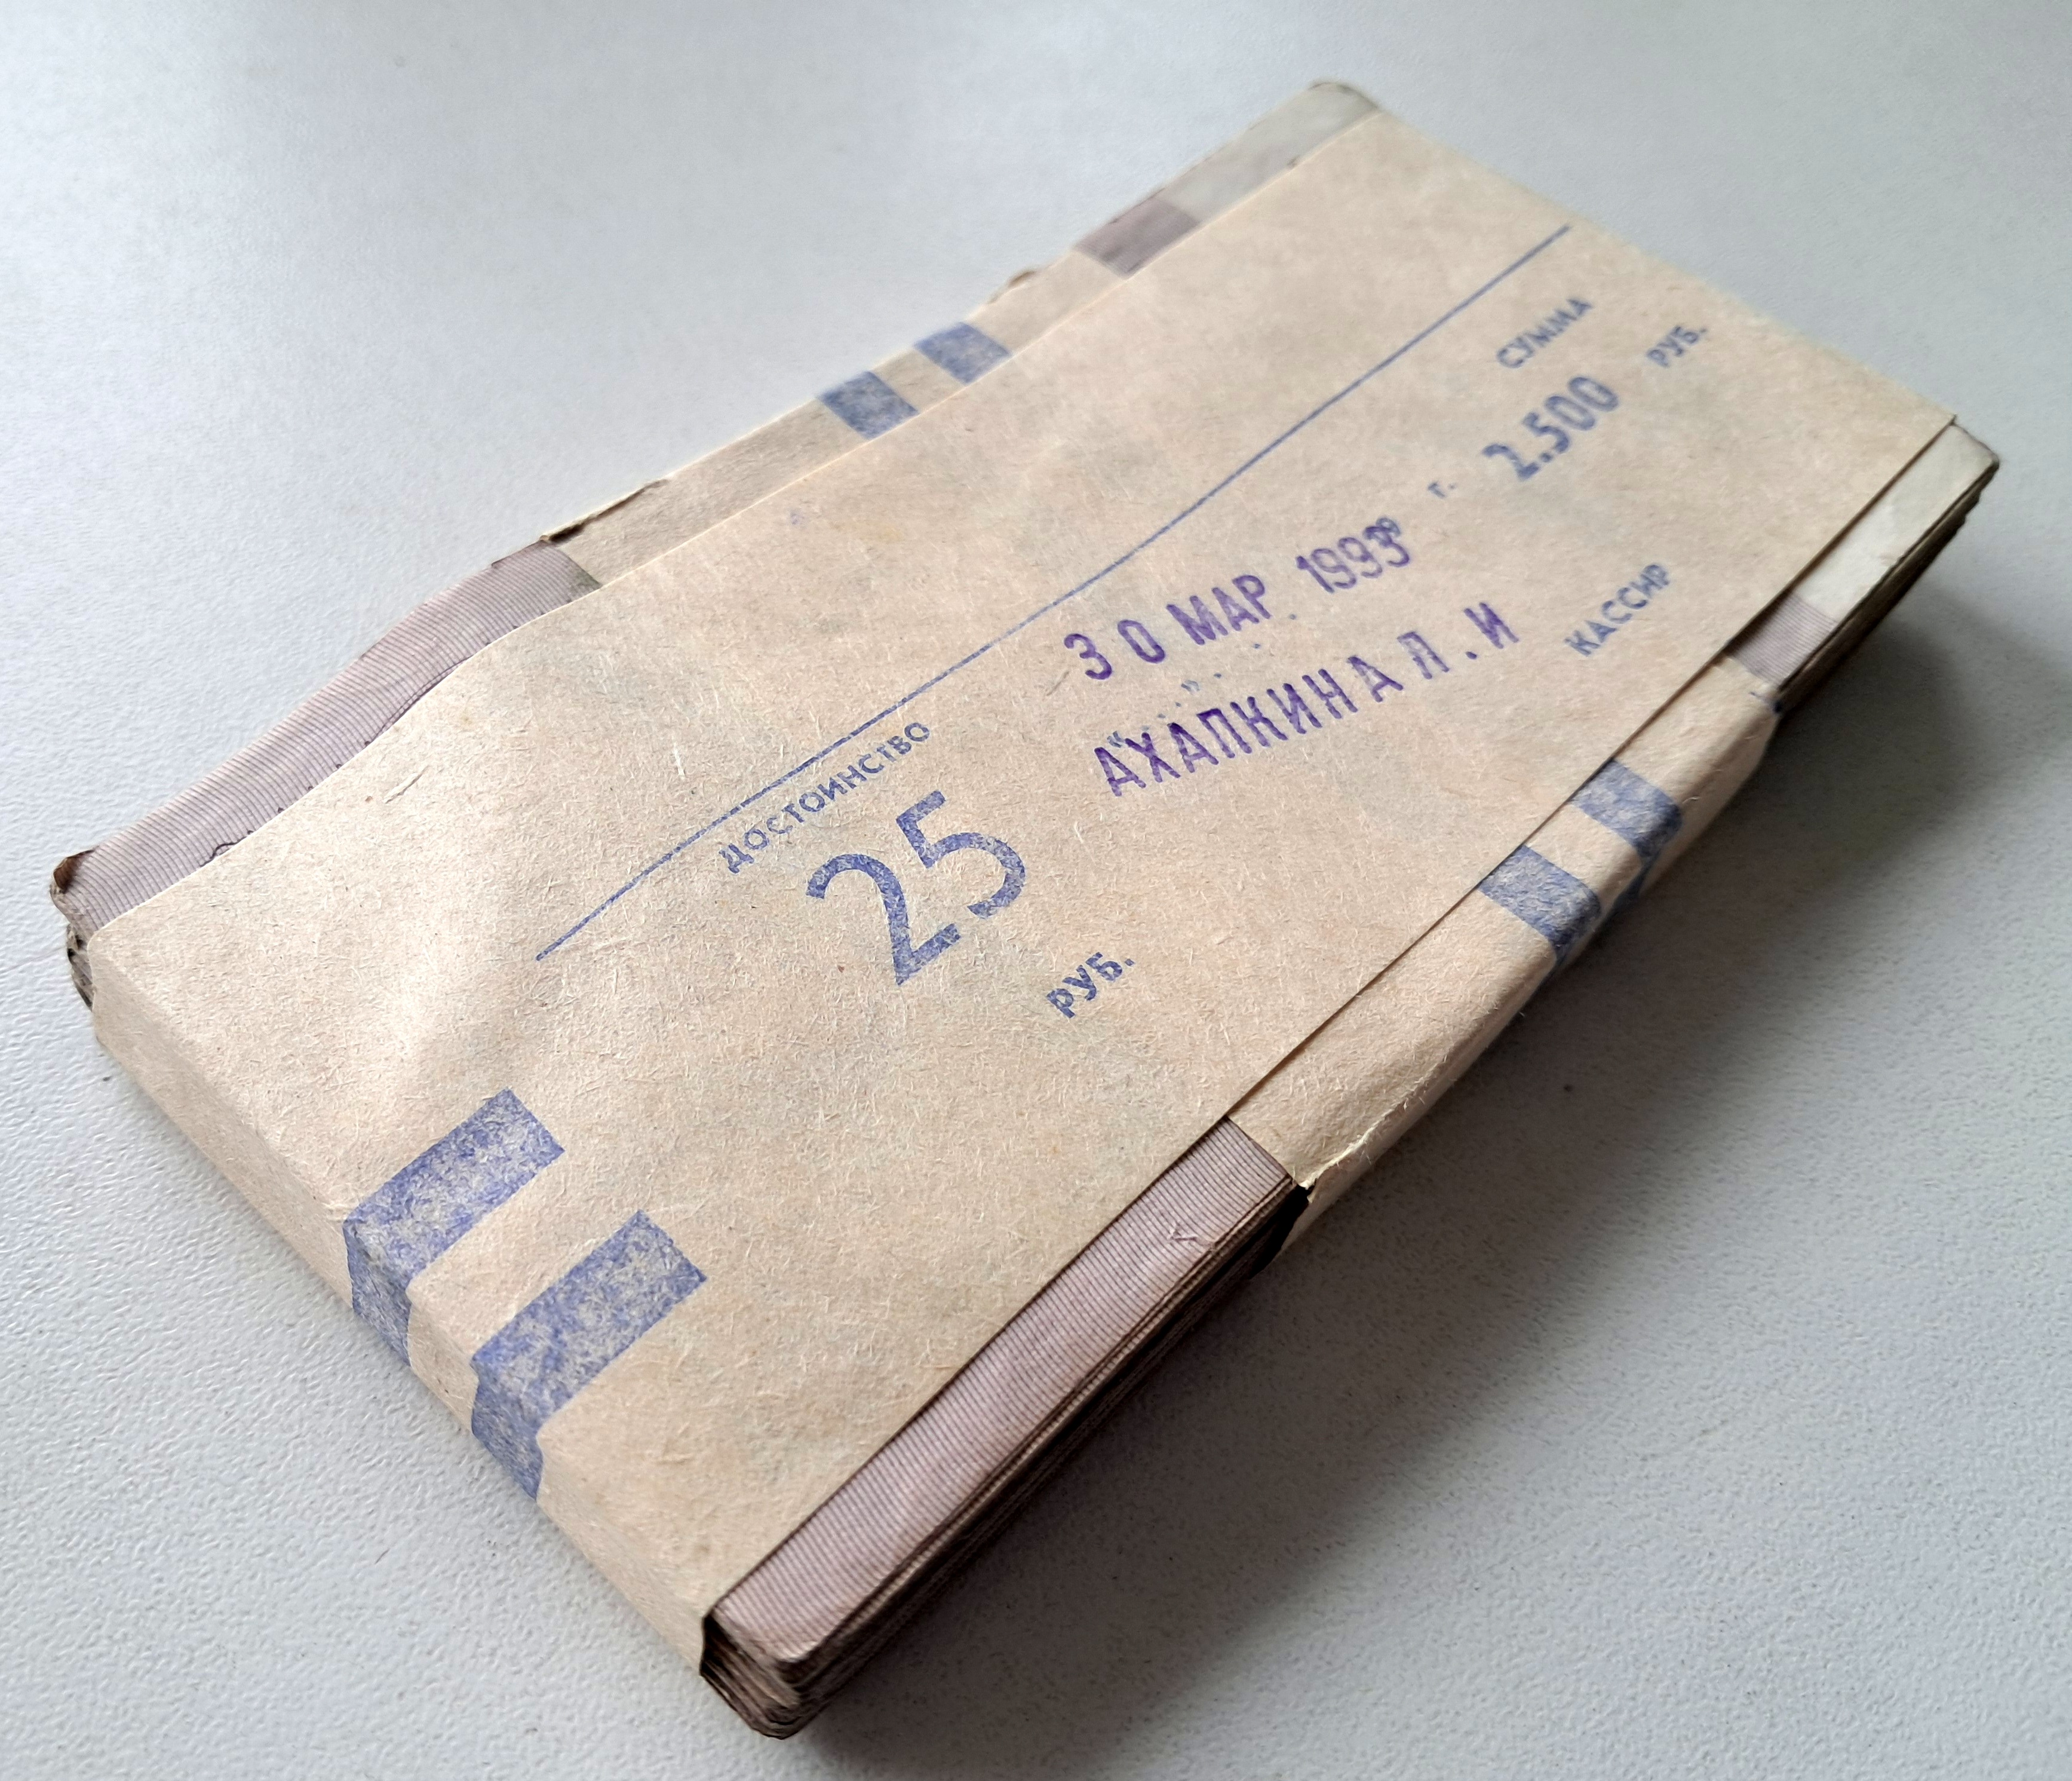 ДОСТОИНСТВО
25
РУБ.
30 МАР 1993
г.
АХАПКИНА Л.И
СУММА
2.500
РУБ.
КАССИР